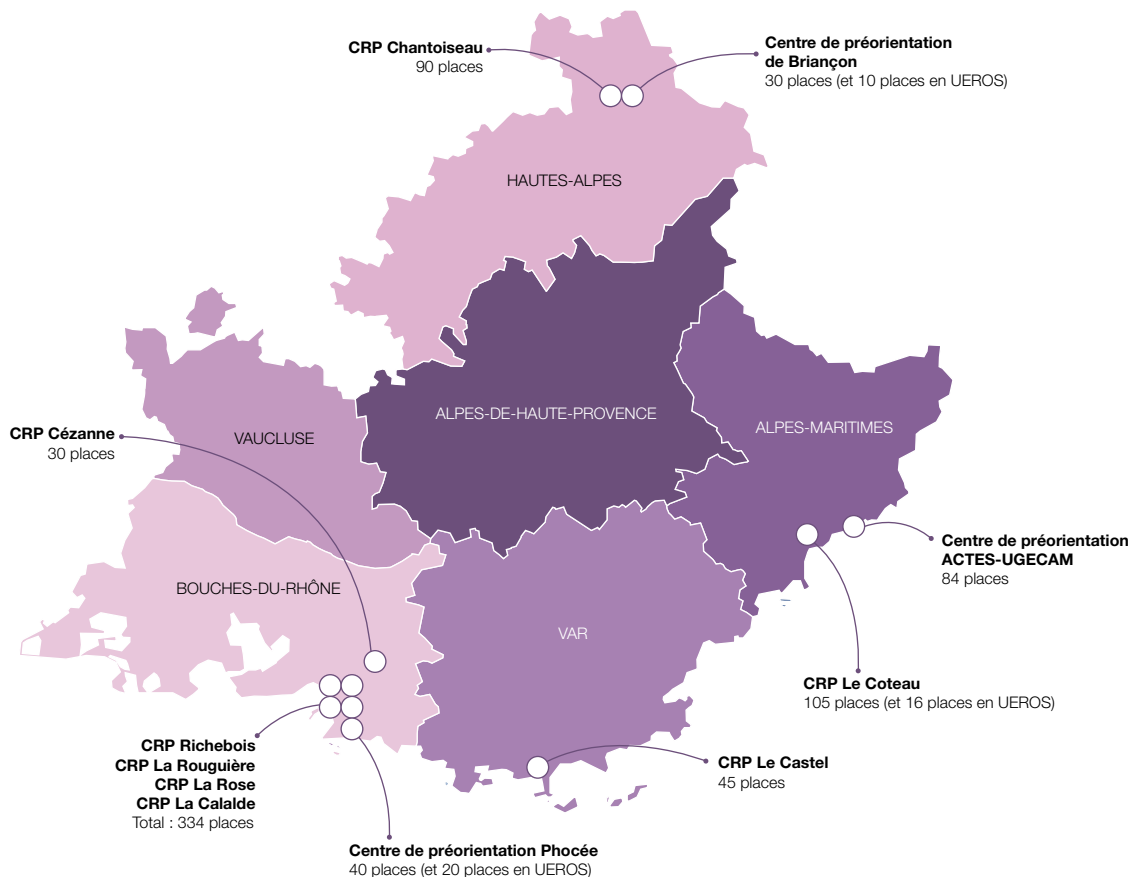 CRP Chantoiseau
90 places
Centre de préorientation
de Briançon
30 places (et 10 places en UEROS)
HAUTES-ALPES
ALPES-DE-HAUTE-PROVENCE
ALPES-MARITIMES
CRP Cézanne
30 places
VAUCLUSE
Centre de préorientation
ACTES-UGECAM
84 places
BOUCHES-DU-RHÔNE
VAR
CRP Le Coteau
105 places (et 16 places en UEROS)
CRP Richebois
CRP La Rouguière
CRP La Rose
CRP La Calalde
Total : 334 places
CRP Le Castel
45 places
Centre de préorientation Phocée
40 places (et 20 places en UEROS)